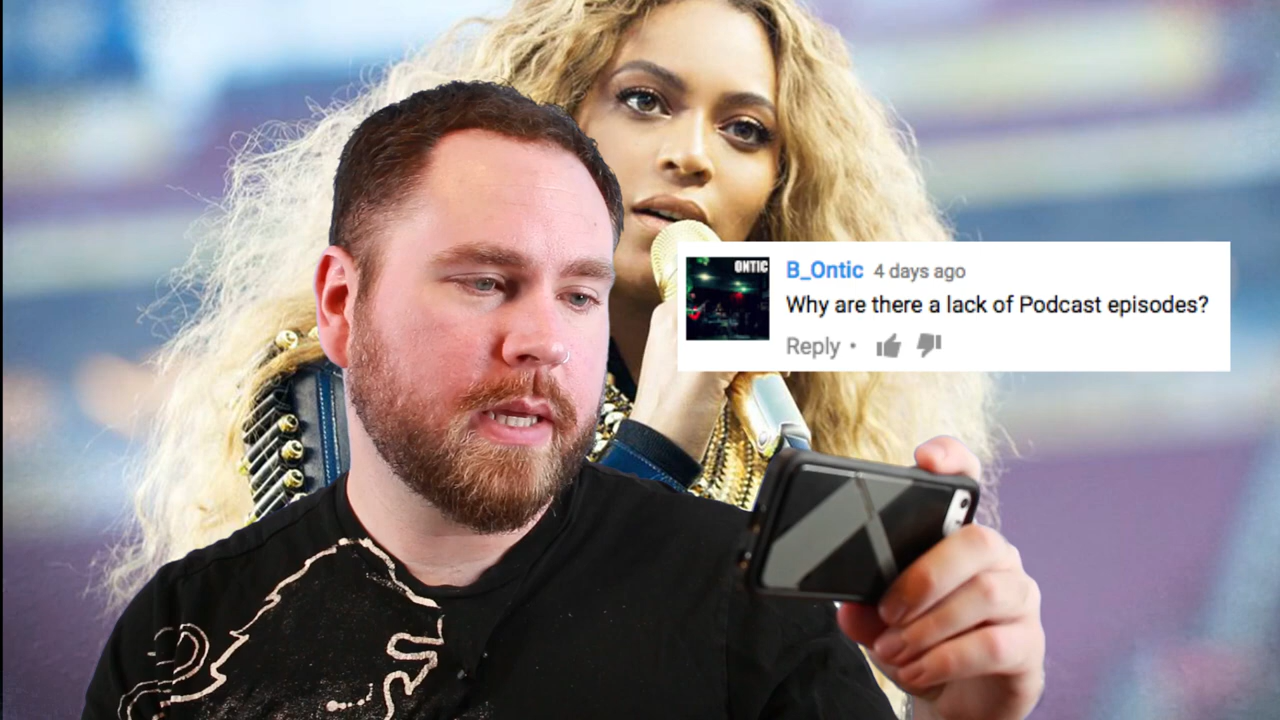 ONTIC
B_Ontic 4 days ago
Why are there a lack of Podcast episodes?
Reply •